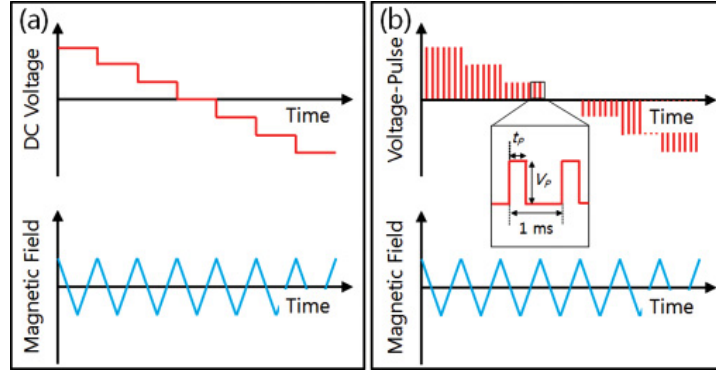 (a)
DC Voltage
Time
Magnetic Field
Time
(b)
Voltage-Pulse
Time
tP
VP
1 ms
Magnetic Field
Time